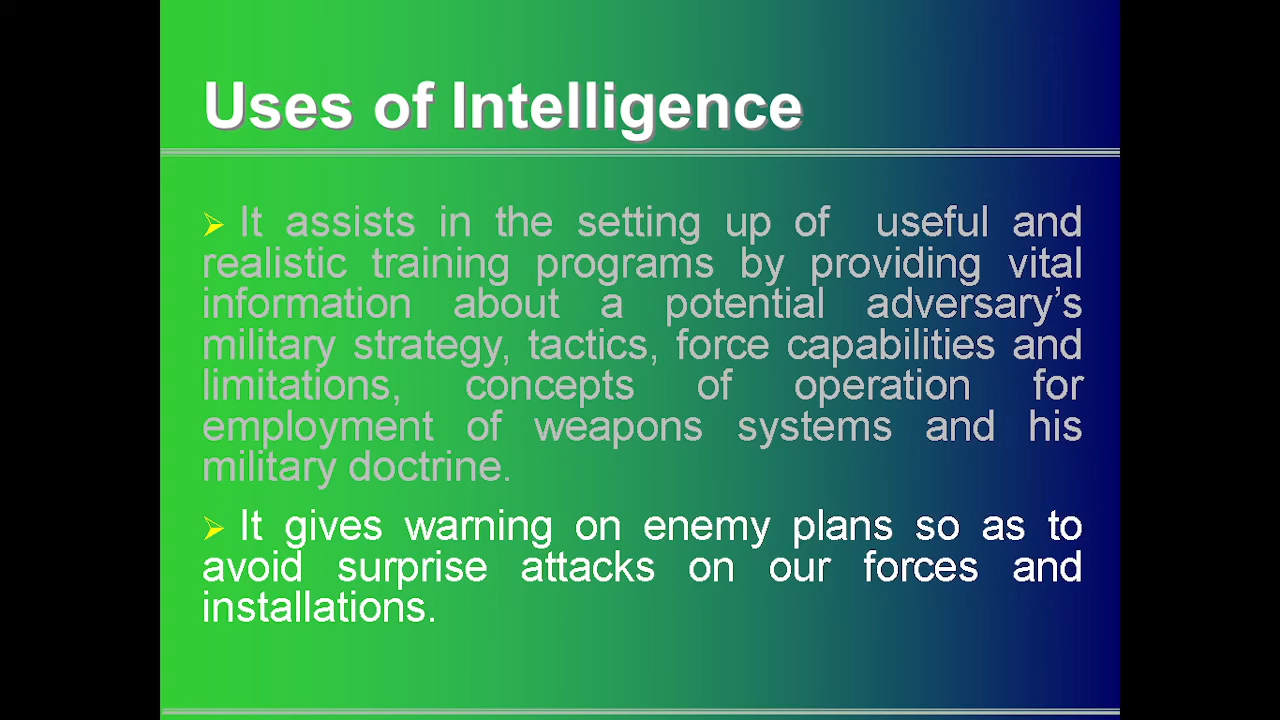 Uses of Intelligence
It assists in the setting up of useful and
realistic training programs by providing vital
information about a potential adversary’s
military strategy, tactics, force capabilities and
limitations, concepts of operation for
employment of weapons systems and his
military doctrine.
It gives warning on enemy plans so as to
avoid surprise attacks on our forces and
installations.